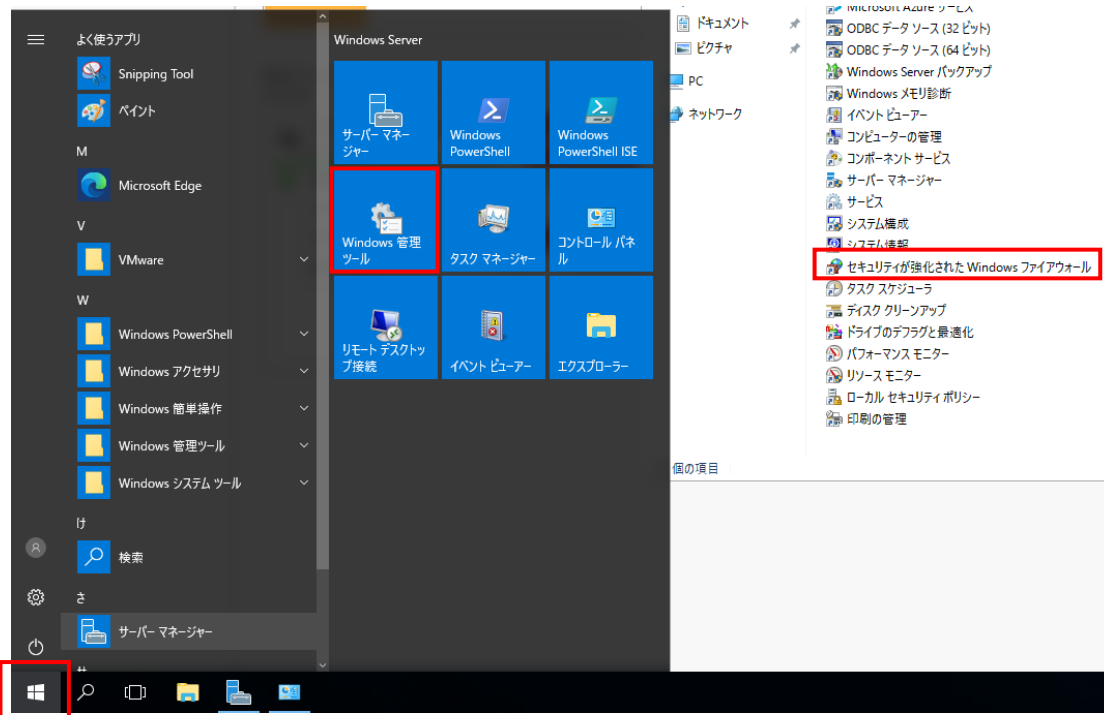 よく使うアプリ
Snipping Tool
ペイント
M
Microsoft Edge
V
VMware
W
Windows PowerShell
Windows アクセサリ
Windows 簡単操作
Windows 管理ツール
Windows システム ツール
け
検索
さ
サーバー マネージャー
サ
Windows Server
サーバー マネー
ジャー
Windows
PowerShell
Windows
PowerShell ISE
Windows 管理
ツール
タスク マネージャー
コントロール パネ
ル
リモート デスクトッ
プ接続
イベント ビューアー
エクスプローラー
ドキュメント
ピクチャ
PC
ネットワーク
個の項目
Microsoft Azure サービス
ODBC データ ソース (32 ビット)
ODBC データ ソース (64 ビット)
Windows Server バックアップ
Windows メモリ診断
イベント ビューアー
コンピューターの管理
コンポーネント サービス
サーバー マネージャー
サービス
システム構成
システム情報
セキュリティが強化された Windows ファイアウォール
タスク スケジューラ
ディスク クリーンアップ
ドライブのデフラグと最適化
パフォーマンス モニター
リソース モニター
ローカル セキュリティ ポリシー
印刷の管理